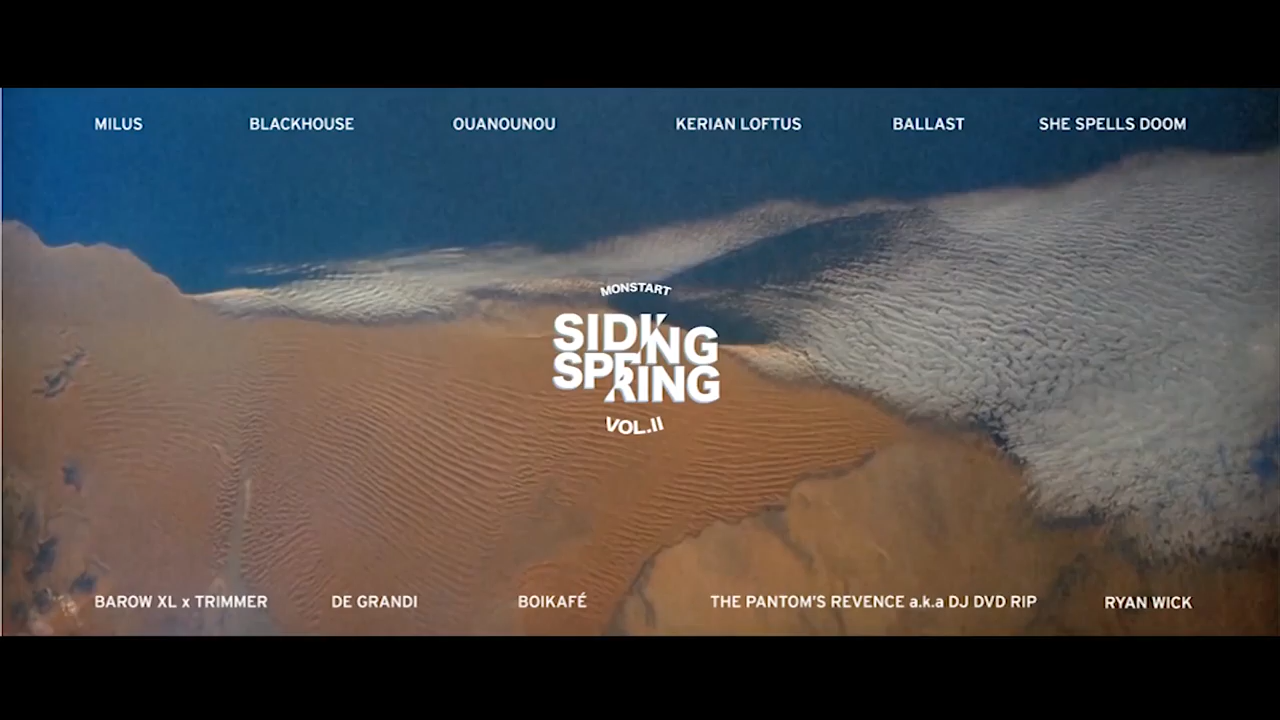 MILUS BLACKHOUSE OUANOUNOU KERIAN LOFTUS BALLAST SHE SPELLS DOOM
MONSTART
SIDING
SPRING
VOL.II
BAROW XL x TRIMMER DE GRANDI BOIKAFÉ THE PANTOM'S REVENCE a.k.a DJ DVD RIP RYAN WICK